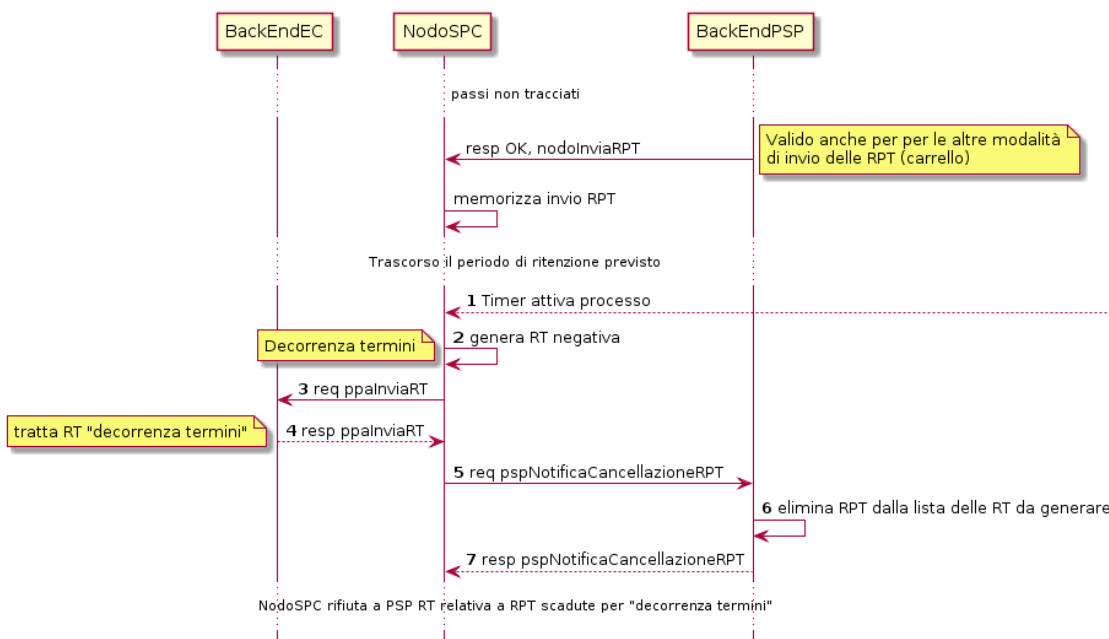 BackEndEC NodoSPC BackEndPSP
passi non tracciati
Valido anche per per le altre modalità
di invio delle RPT (carrello)
resp OK, nodoInviaRPT
memorizza invio RPT
Trascorso il periodo di ritenzione previsto
1 Timer attiva processo
Decorrenza termini
2 genera RT negativa
3 req ppaInviaRT
tratta RT "decorrenza termini"
4 resp ppaInviaRT
5 req pspNotificaCancellazioneRPT
6 elimina RPT dalla lista delle RT da generare
7 resp pspNotificaCancellazioneRPT
NodoSPC rifiuta a PSP RT relativa a RPT scadute per "decorrenza termini"